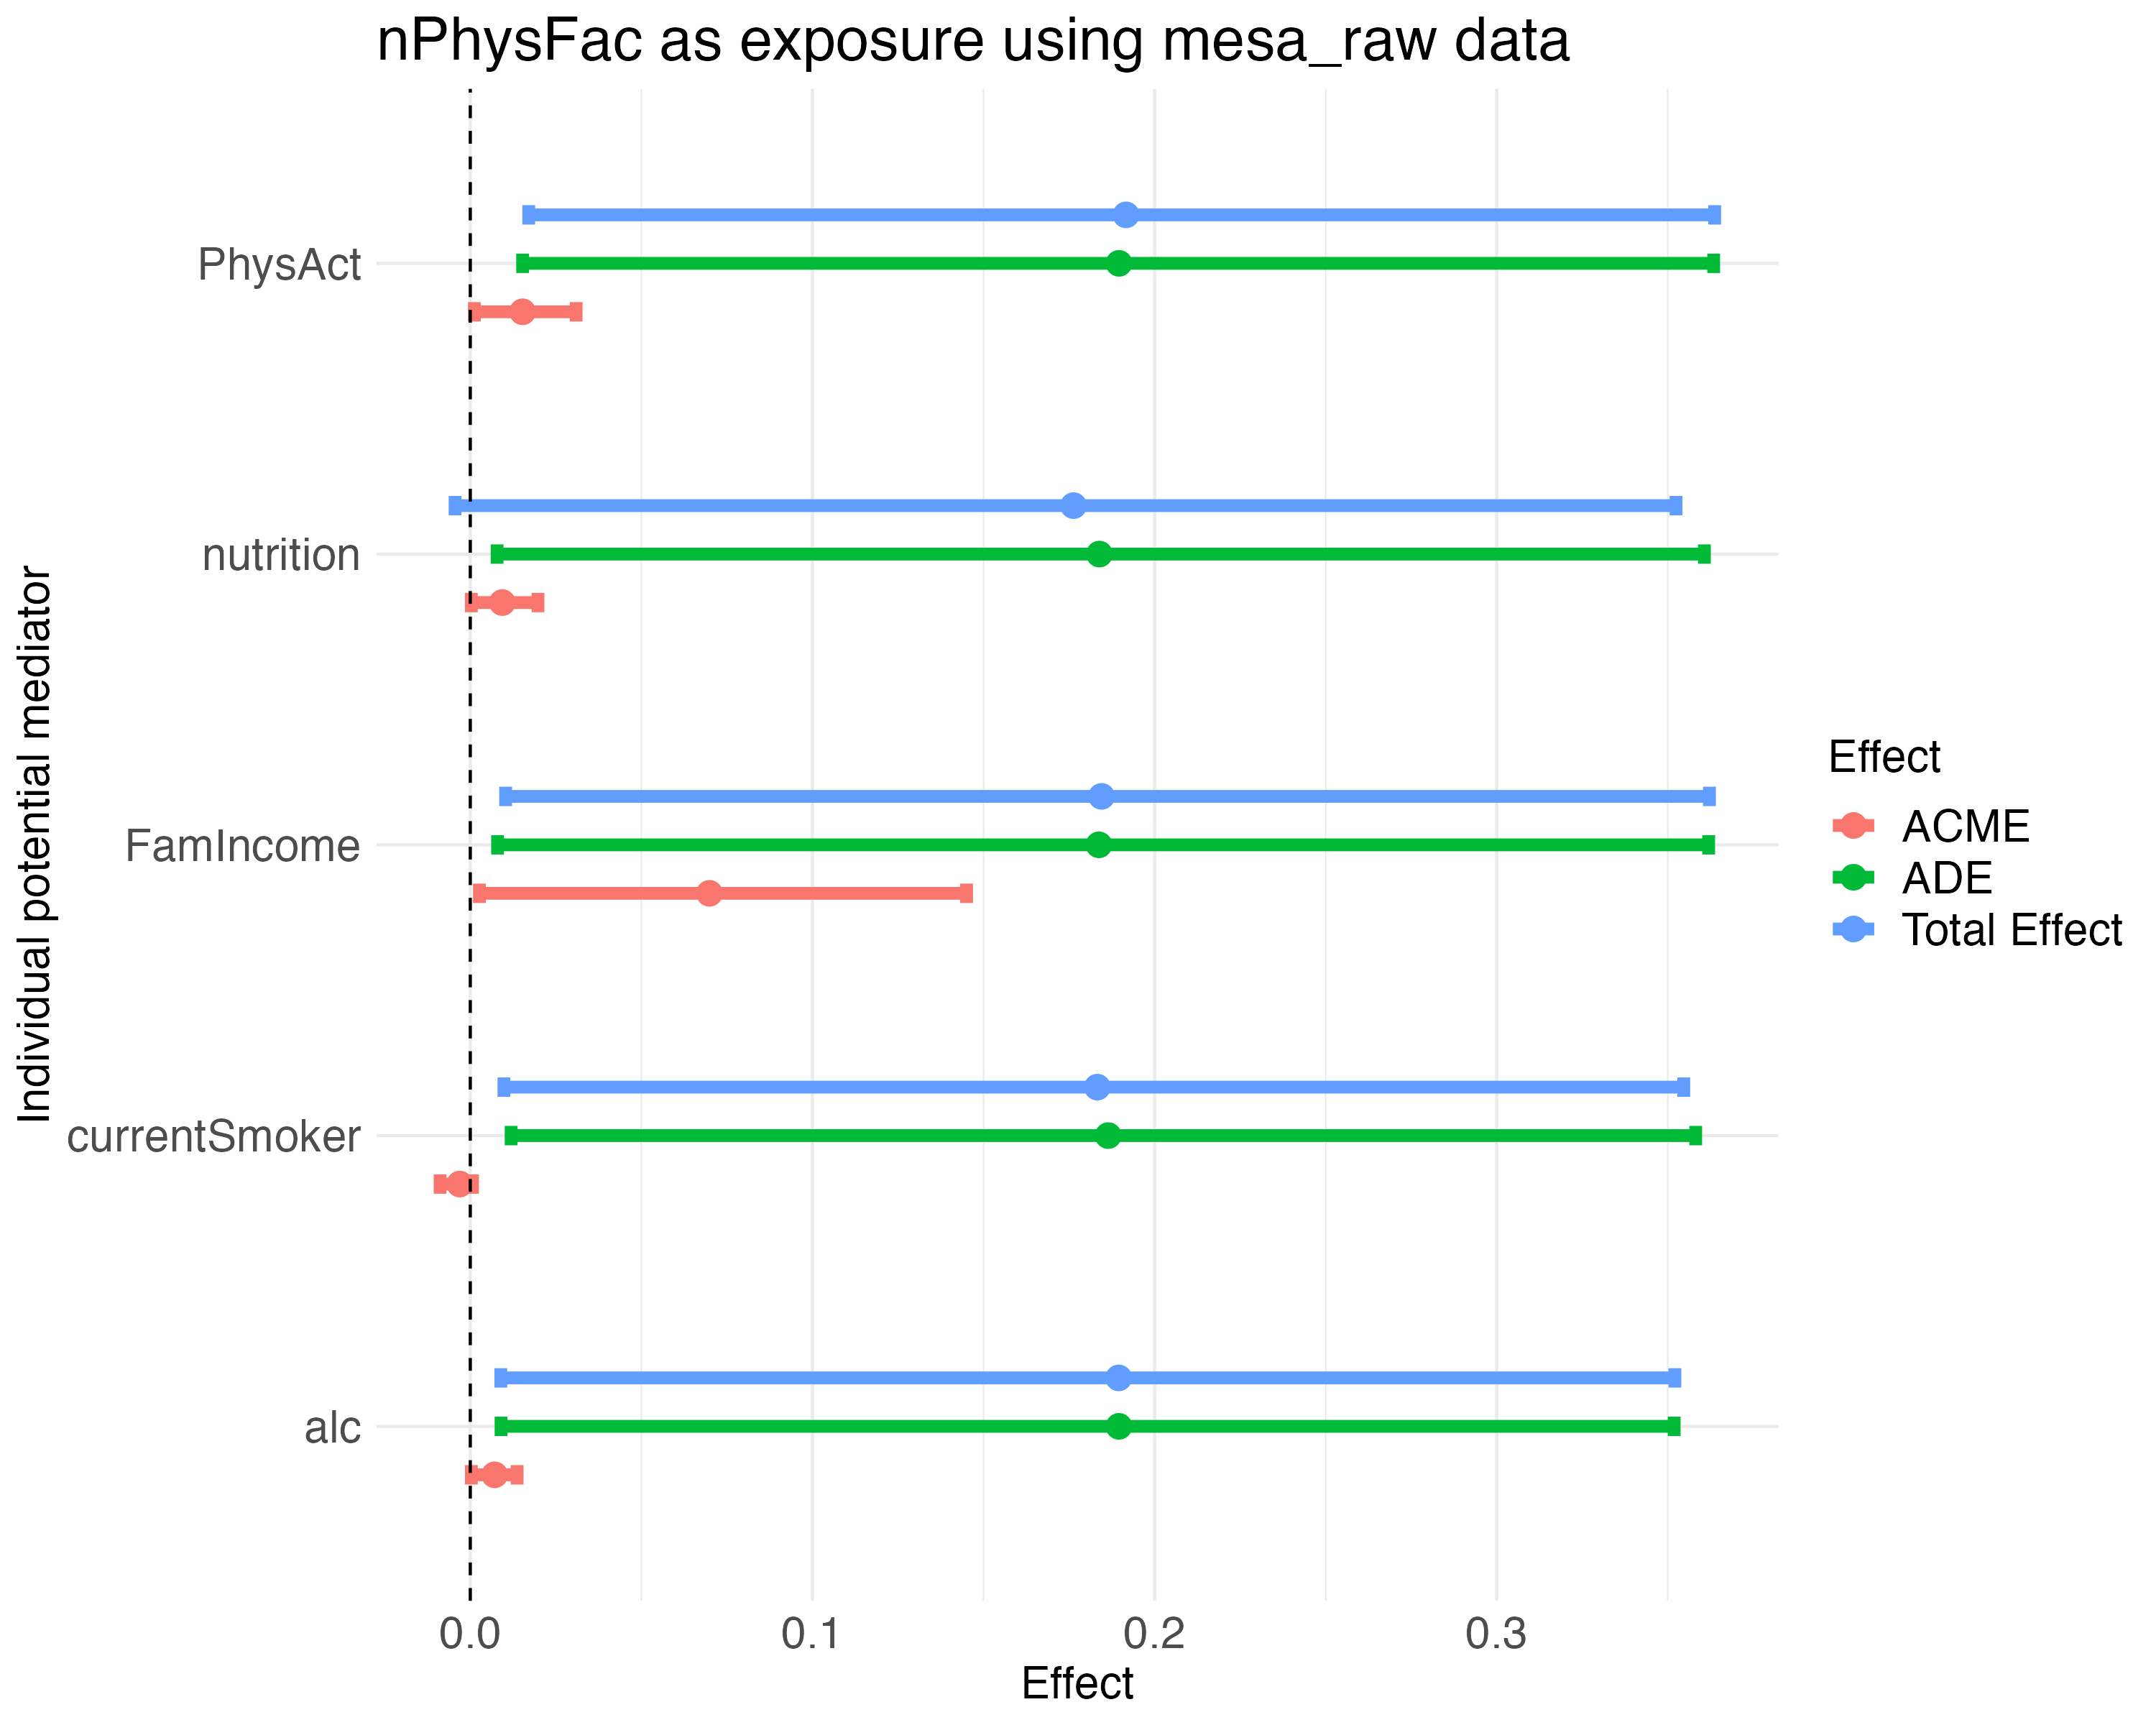 nPhysFac as exposure using mesa_raw data
Individual potential mediator
PhysAct
nutrition
FamIncome
currentSmoker
alc
0.0 0.1 0.2 0.3
Effect
Effect
ACME
ADE
Total Effect